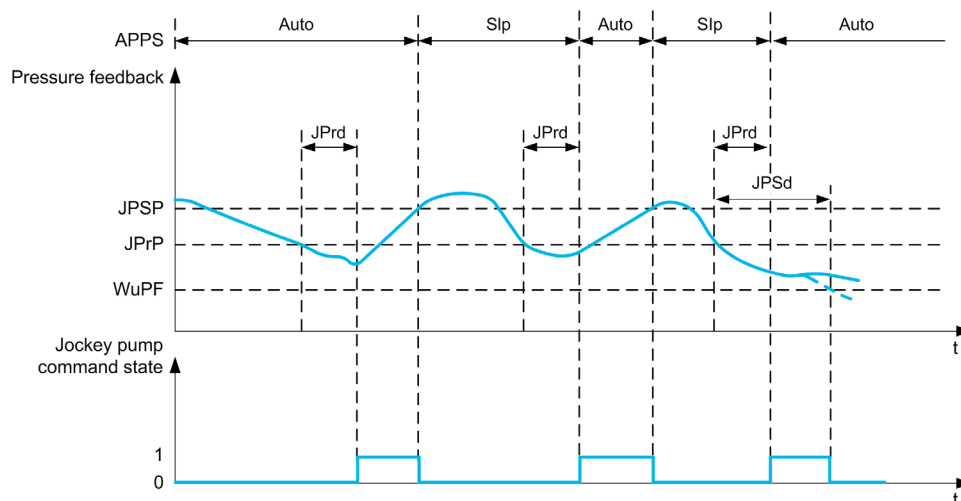 APPS Auto Slp Auto Slp Auto
Pressure feedback
JPrd JPrd JPrd
JPSd
JPSP
JPrP
WuPF
t
Jockey pump
command state
1
0
t